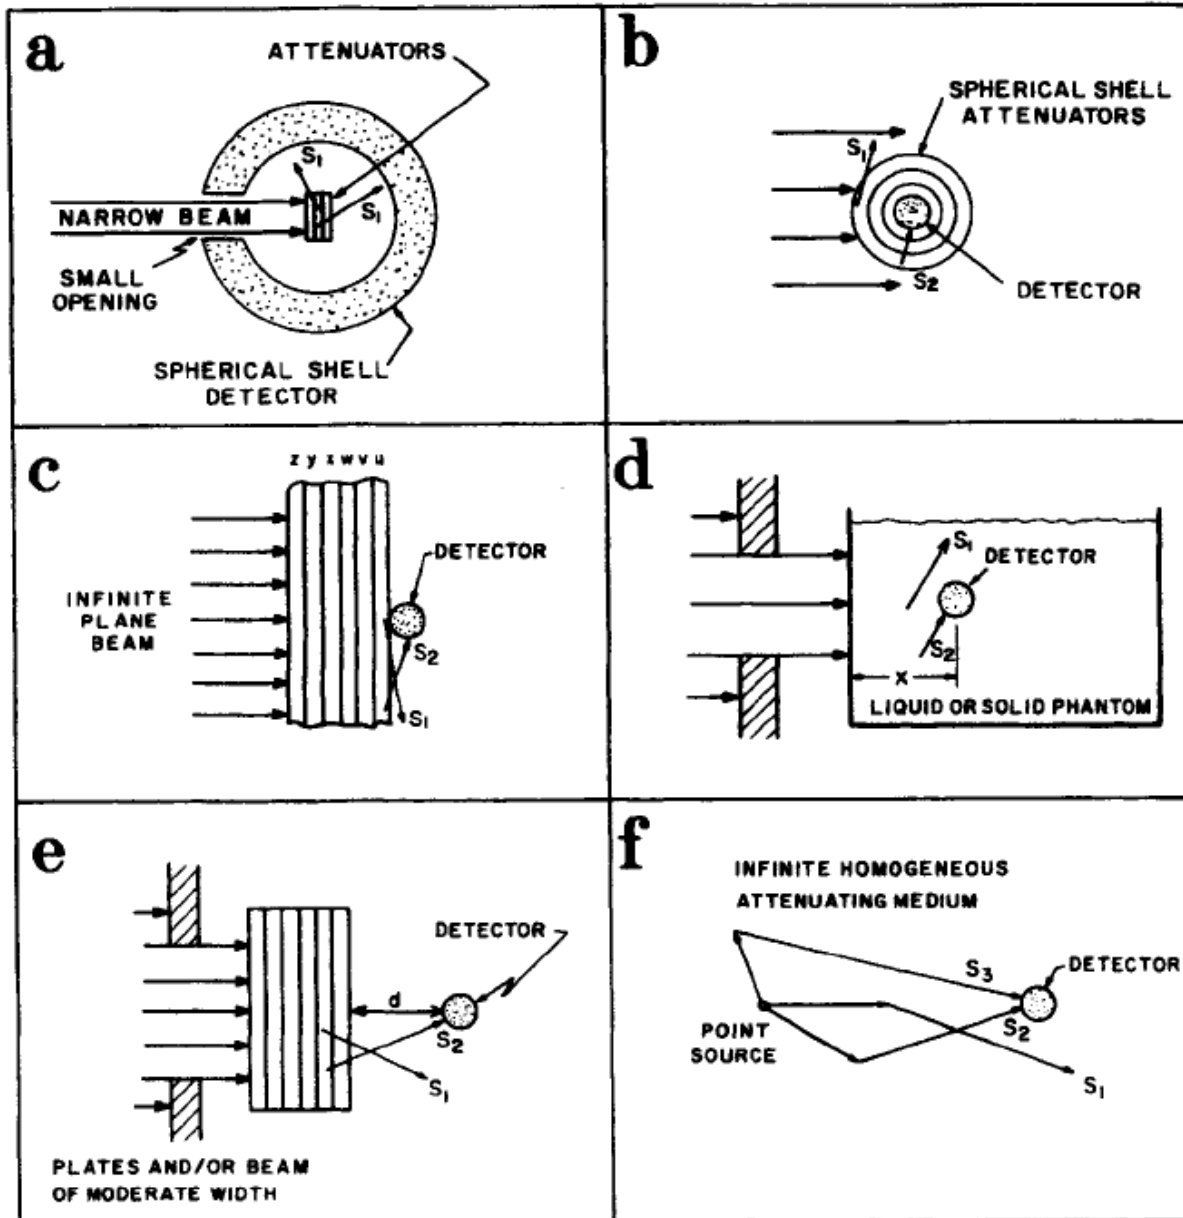 a
ATTENUATORS
S1
S1
NARROW BEAM
SMALL
OPENING
SPHERICAL SHELL
DETECTOR
b
SPHERICAL SHELL
ATTENUATORS
S1
S2
DETECTOR
c
z y x w v u
DETECTOR
INFINITE
PLANE
BEAM
S2
S1
d
S1
DETECTOR
S2
x
LIQUID OR SOLID PHANTOM
e
DETECTOR
d
S2
S1
PLATES AND/OR BEAM
OF MODERATE WIDTH
f
INFINITE HOMOGENEOUS
ATTENUATING MEDIUM
S3
DETECTOR
S2
POINT
SOURCE
S1